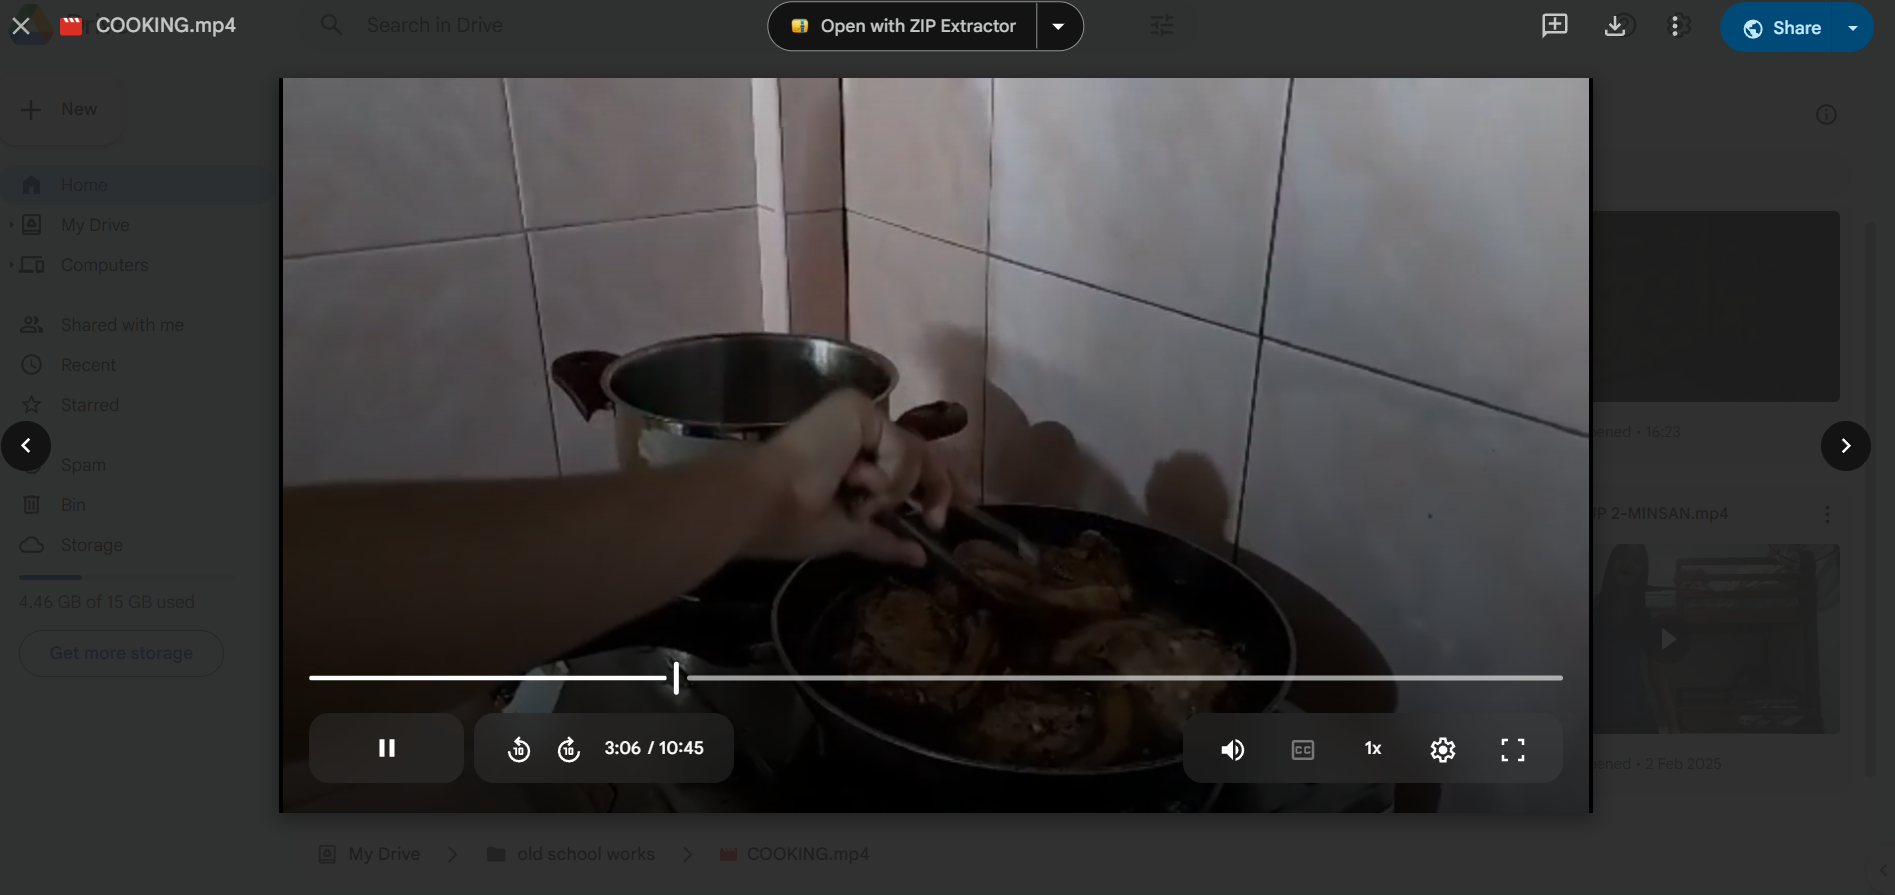 COOKING.mp4
Search in Drive
Open with ZIP Extractor
Share
New
Home
My Drive
Computers
Shared with me
Recent
Starred
Spam
Bin
Storage
4.46 GB of 15 GB used
Get more storage
ened • 16:23
IP 2-MINSAN.mp4
ened • 2 Feb 2025
10
10
3:06 / 10:45
CC
1x
My Drive
old school works
COOKING.mp4